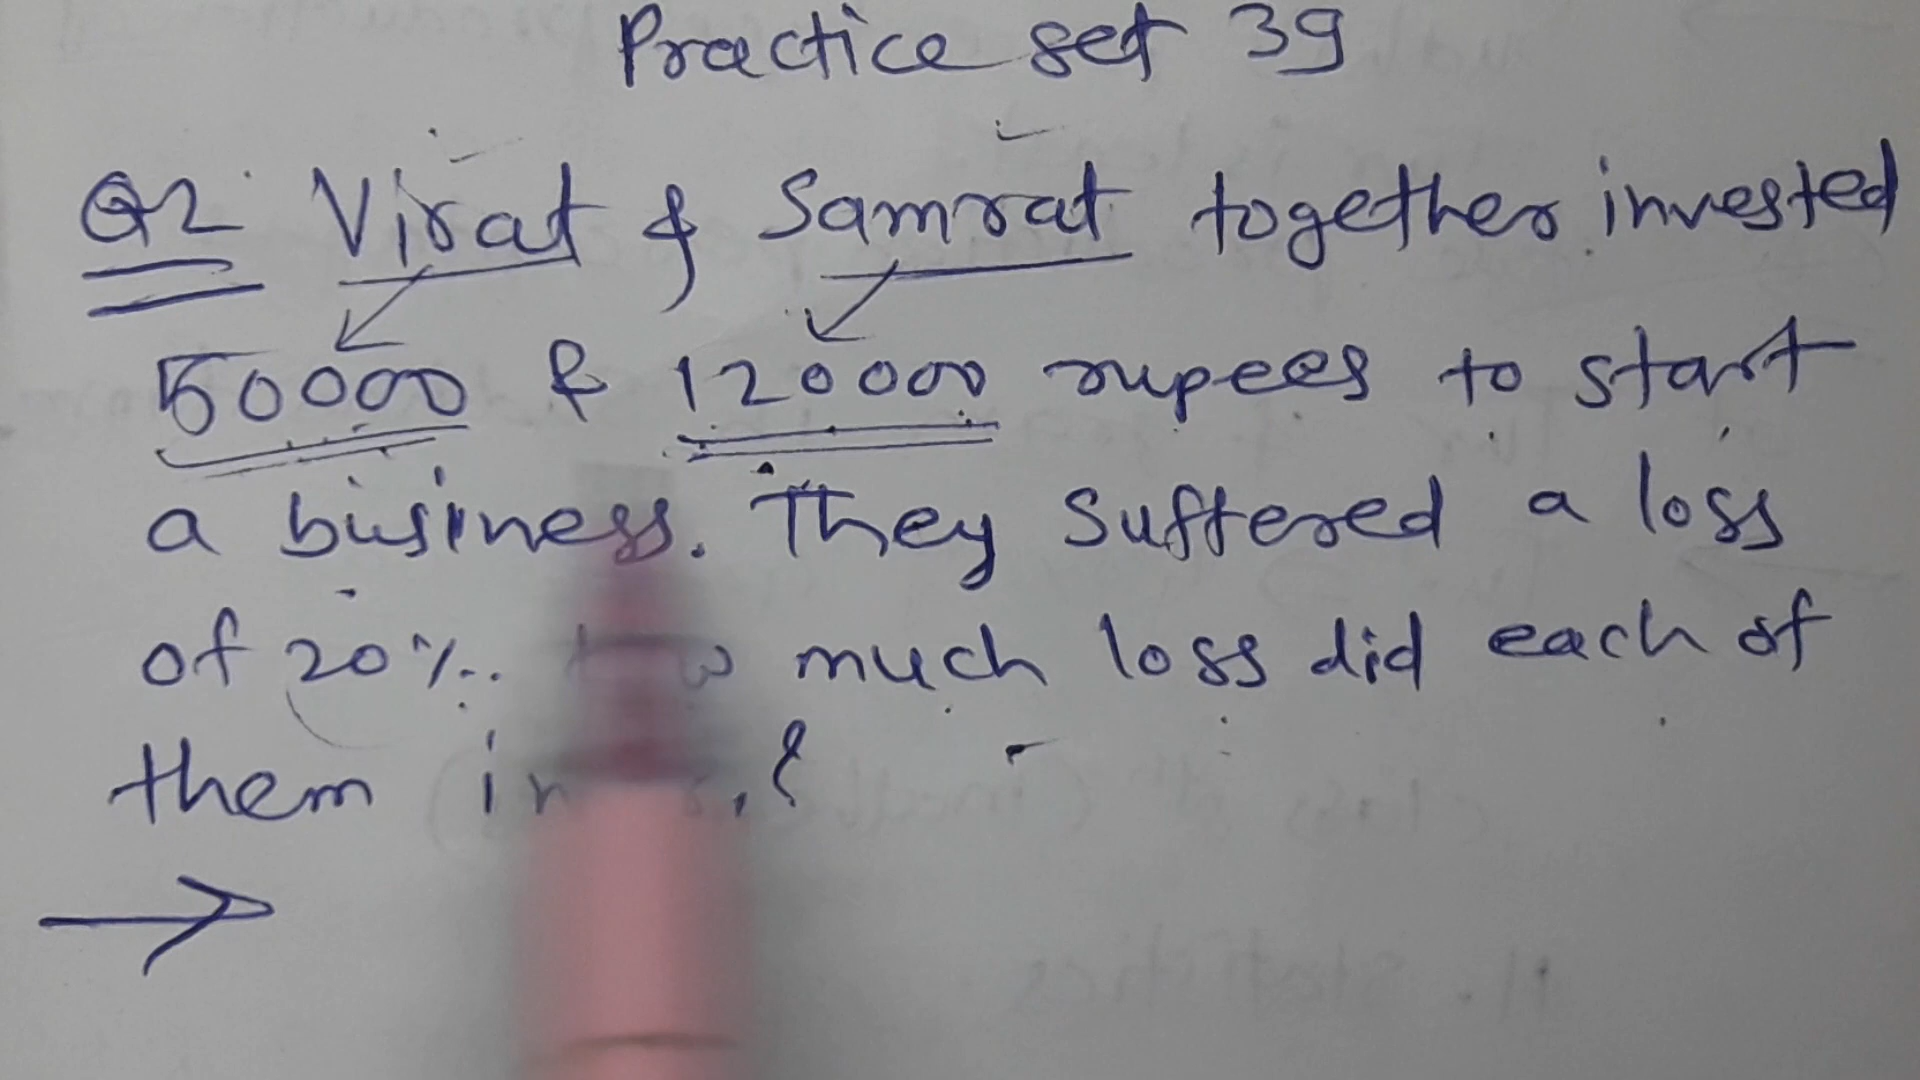 Practice set 39
Q2 Virat & Samrat together invested
50000 & 120000 rupees to start
a business. They suffered a loss
of 20%. much loss did each of
them